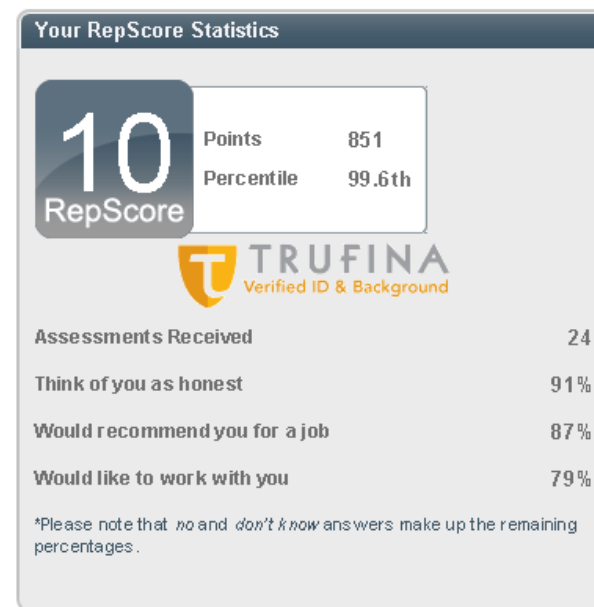 Your RepScore Statistics
10
RepScore
Points 851
Percentile 99.6th
TRUFINA
Verified ID & Background
Assessments Received 24
Think of you as honest 91%
Would recommend you for a job 87%
Would like to work with you 79%
*Please note that no and don't know answers make up the remaining
percentages.